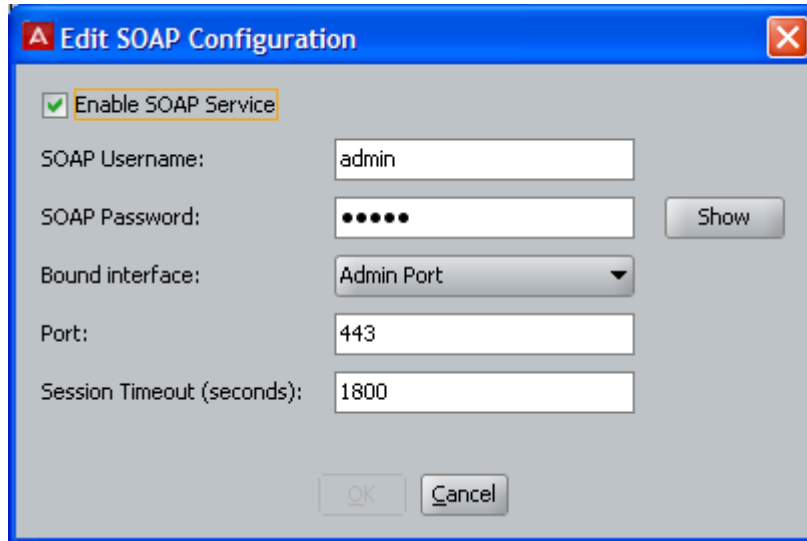 A Edit SOAP Configuration
Enable SOAP Service
SOAP Username: admin
SOAP Password: ••••• Show
Bound interface: Admin Port
Port: 443
Session Timeout (seconds): 1800
OK Cancel